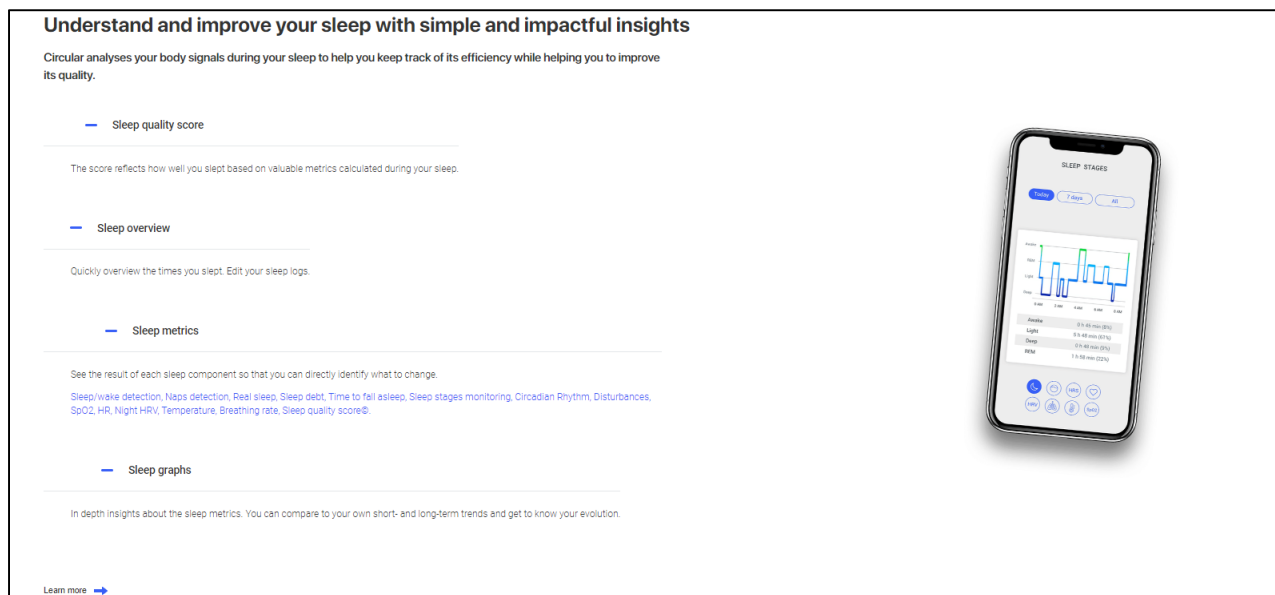 Understand and improve your sleep with simple and impactful insights
Circular analyses your body signals during your sleep to help you keep track of its efficiency while helping you to improve
its quality.
Sleep quality score
The score reflects how well you slept based on valuable metrics calculated during your sleep.
Sleep overview
Quickly overview the times you slept. Edit your sleep logs.
Sleep metrics
See the result of each sleep component so that you can directly identify what to change.
Sleep/wake detection, Naps detection, Real sleep, Sleep debt, Time to fall asleep, Sleep stages monitoring, Circadian Rhythm, Disturbances,
SpO2, HR, Night HRV, Temperature, Breathing rate, Sleep quality score®.
Sleep graphs
In depth insights about the sleep metrics. You can compare to your own short- and long-term trends and get to know your evolution.
Learn more
SLEEP STAGES
Today 7 days All
Awake
Light
Deep
Awake
Light
Deep
REM